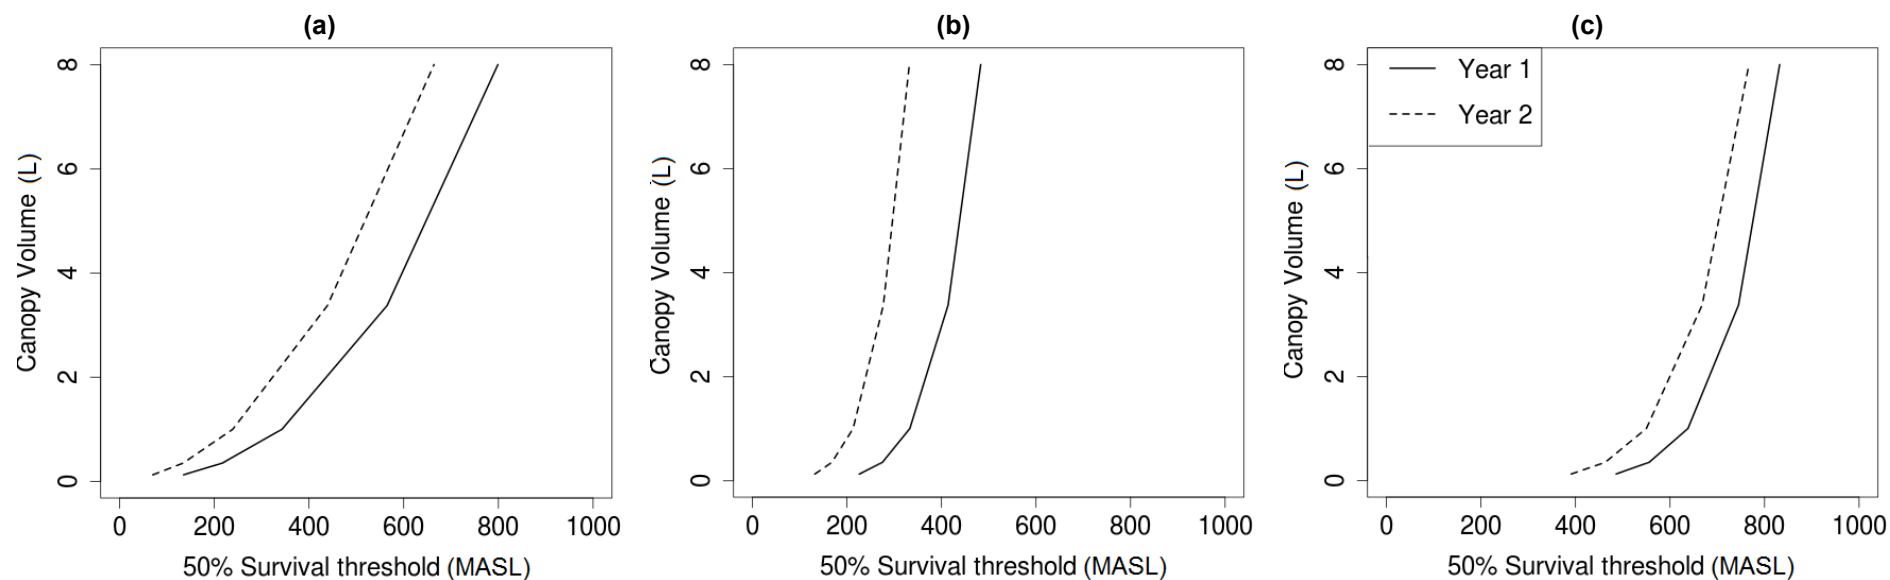 (a)
(b)
(c)
8
6
4
2
0
Canopy Volume (L)
0 200 400 600 800 1000
50% Survival threshold (MASL)
8
6
4
2
0
Canopy Volume (L)
0 200 400 600 800 1000
50% Survival threshold (MASL)
Year 1
Year 2
8
6
4
2
0
Canopy Volume (L)
0 200 400 600 800 1000
50% Survival threshold (MASL)